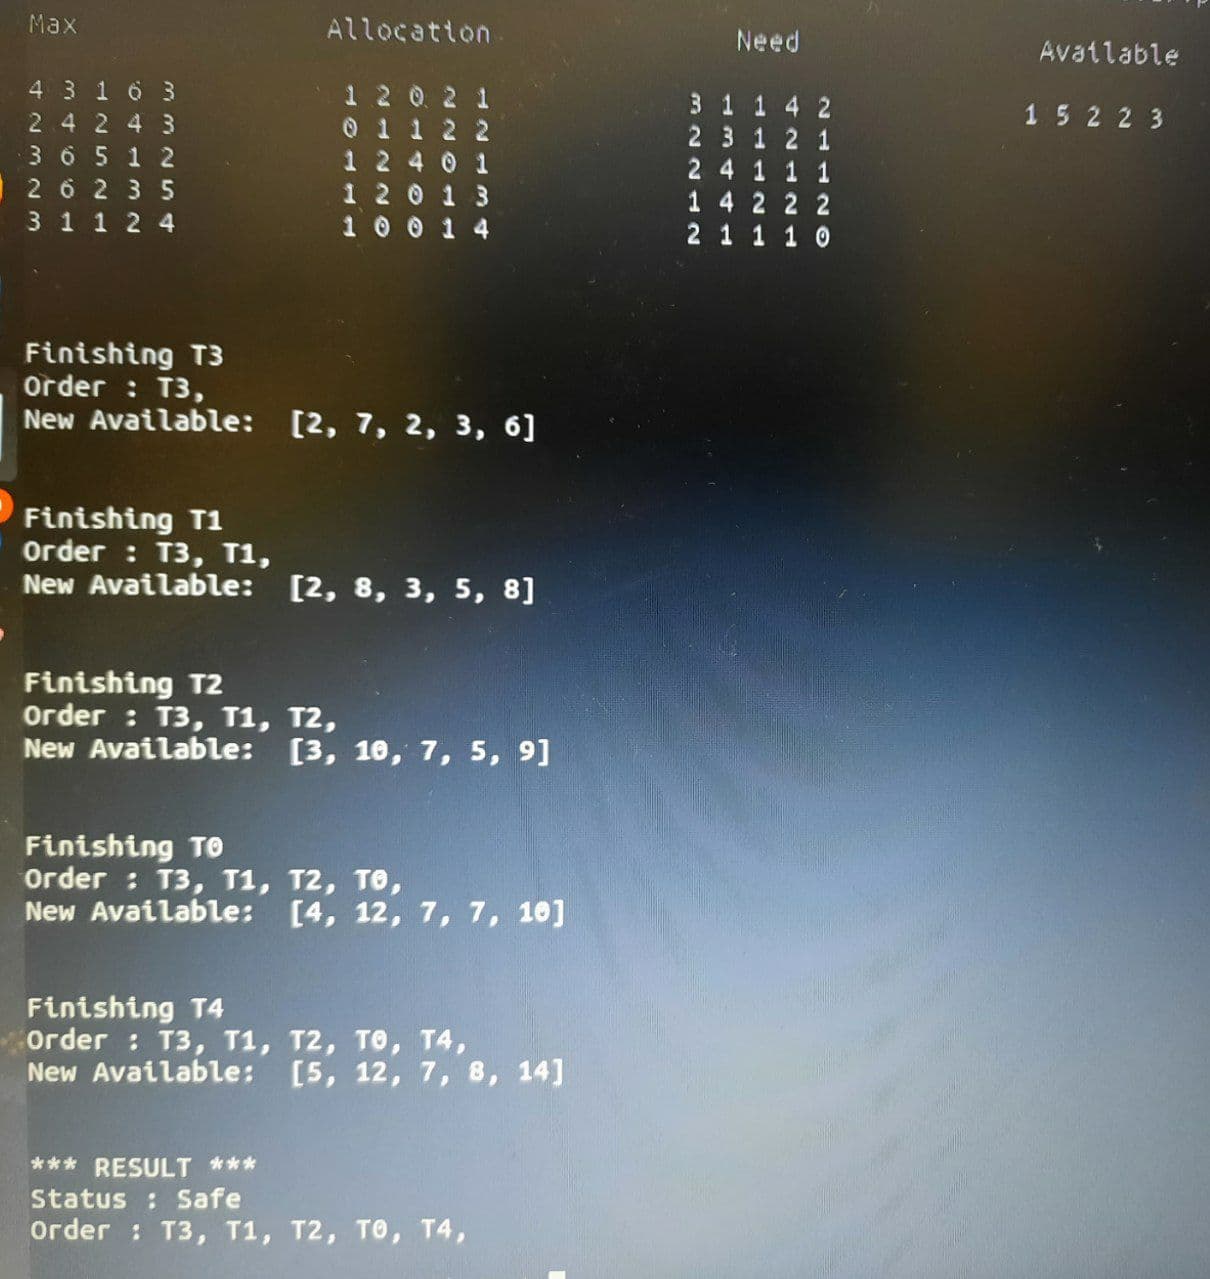 Max Allocation Need Available
4 3 1 6 3 1 2 0 2 1 3 1 1 4 2 1 5 2 2 3
2 4 2 4 3 0 1 1 2 2 2 3 1 2 1
3 6 5 1 2 1 2 4 0 1 2 4 1 1 1
2 6 2 3 5 1 2 0 1 3 1 4 2 2 2
3 1 1 2 4 1 0 0 1 4 2 1 1 1 0
Finishing T3
Order : T3,
New Available: [2, 7, 2, 3, 6]
Finishing T1
Order : T3, T1,
New Available: [2, 8, 3, 5, 8]
Finishing T2
Order : T3, T1, T2,
New Available: [3, 10, 7, 5, 9]
Finishing T0
Order : T3, T1, T2, T0,
New Available: [4, 12, 7, 7, 10]
Finishing T4
Order : T3, T1, T2, T0, T4,
New Available: [5, 12, 7, 8, 14]
*** RESULT ***
Status : Safe
Order : T3, T1, T2, T0, T4,